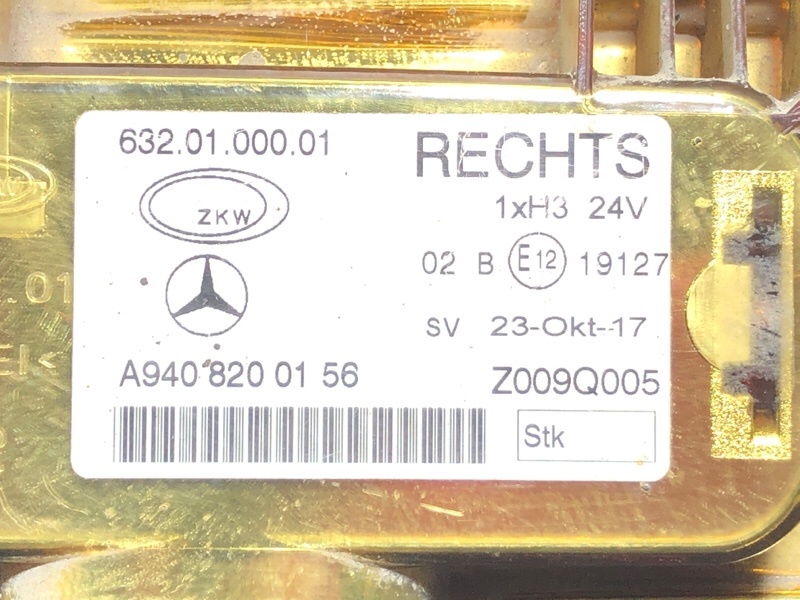 632.01.000.01
RECHTS
ZKW
1xH3 24V
02 B E12 19127
SV 23-Okt-17
A940 820 01 56
Z009Q005
Stk
.01